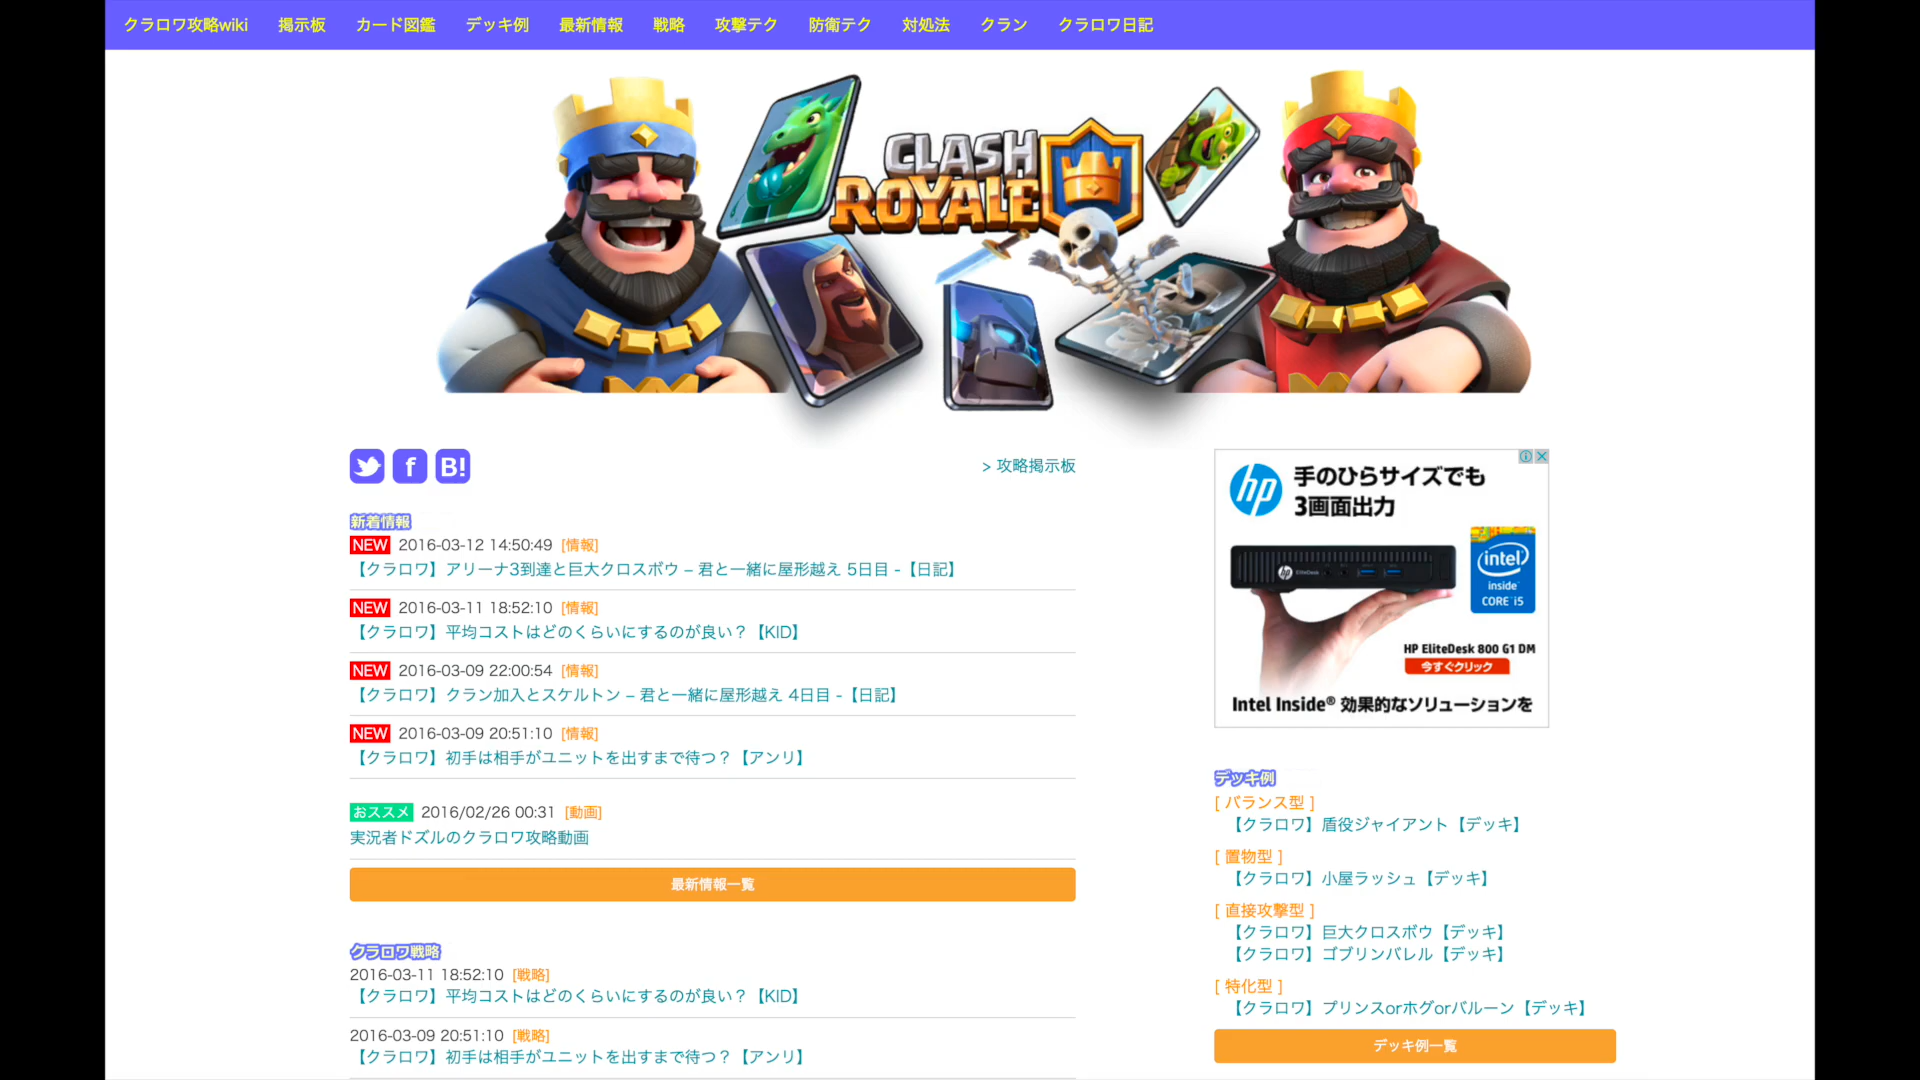 クラロワ攻略wiki 掲示板 カード図鑑 デッキ例 最新情報 戦略 攻撃テク 防衛テク 対処法 クラン クラロワ日記
CLASH
ROYALE
f B!
> 攻略掲示板
新着情報
NEW 2016-03-12 14:50:49 [情報]
【クラロワ】アリーナ3到達と巨大クロスボウ – 君と一緒に屋形越え 5日目 -【日記】
NEW 2016-03-11 18:52:10 [情報]
【クラロワ】平均コストはどのくらいにするのが良い？【KID】
NEW 2016-03-09 22:00:54 [情報]
【クラロワ】クラン加入とスケルトン – 君と一緒に屋形越え 4日目 -【日記】
NEW 2016-03-09 20:51:10 [情報]
【クラロワ】初手は相手がユニットを出すまで待つ？【アンリ】
おススメ 2016/02/26 00:31 [動画]
実況者ドズルのクラロワ攻略動画
最新情報一覧
クラロワ戦略
2016-03-11 18:52:10 [戦略]
【クラロワ】平均コストはどのくらいにするのが良い？【KID】
2016-03-09 20:51:10 [戦略]
【クラロワ】初手は相手がユニットを出すまで待つ？【アンリ】
hp 手のひらサイズでも
3画面出力
hp EliteDesk
intel
inside
CORE i5
HP EliteDesk 800 G1 DM
今すぐクリック
Intel Inside® 効果的なソリューションを
デッキ例
[ バランス型 ]
【クラロワ】盾役ジャイアント【デッキ】
[ 置物型 ]
【クラロワ】小屋ラッシュ【デッキ】
[ 直接攻撃型 ]
【クラロワ】巨大クロスボウ【デッキ】
【クラロワ】ゴブリンバレル【デッキ】
[ 特化型 ]
【クラロワ】プリンスorホグorバルーン【デッキ】
デッキ例一覧